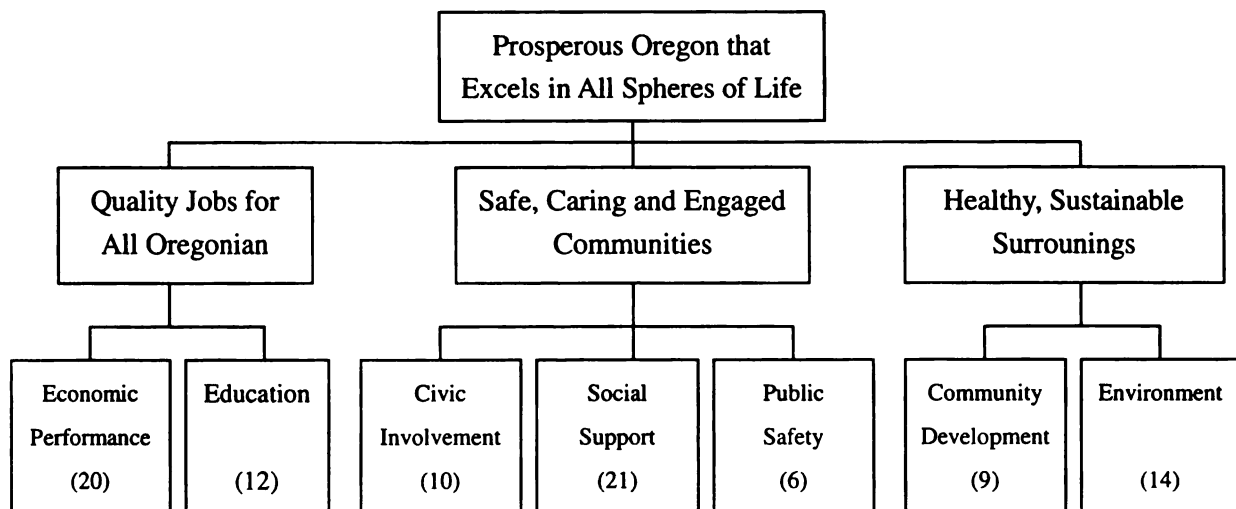 Prosperous Oregon that
Excels in All Spheres of Life
Quality Jobs for
All Oregonian
Safe, Caring and Engaged
Communities
Healthy, Sustainable
Surrounings
Economic
Performance
(20)
Education
(12)
Civic
Involvement
(10)
Social
Support
(21)
Public
Safety
(6)
Community
Development
(9)
Environment
(14)